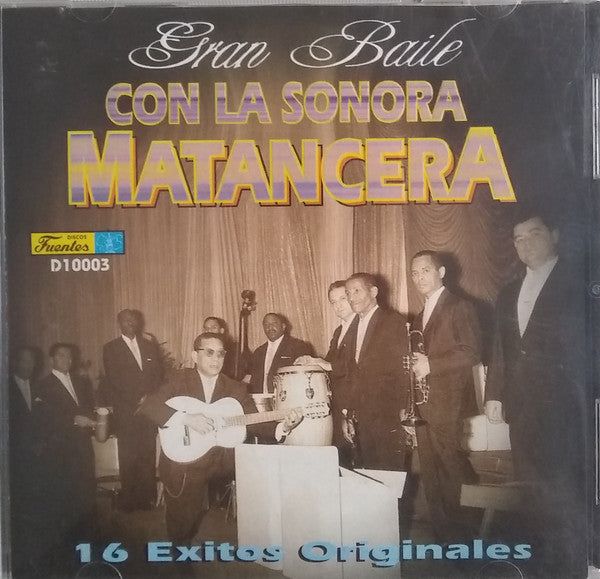 Gran Baile
CON LA SONORA
MATANCERA
DISCOS
Fuentes
D10003
16 Exitos Originales